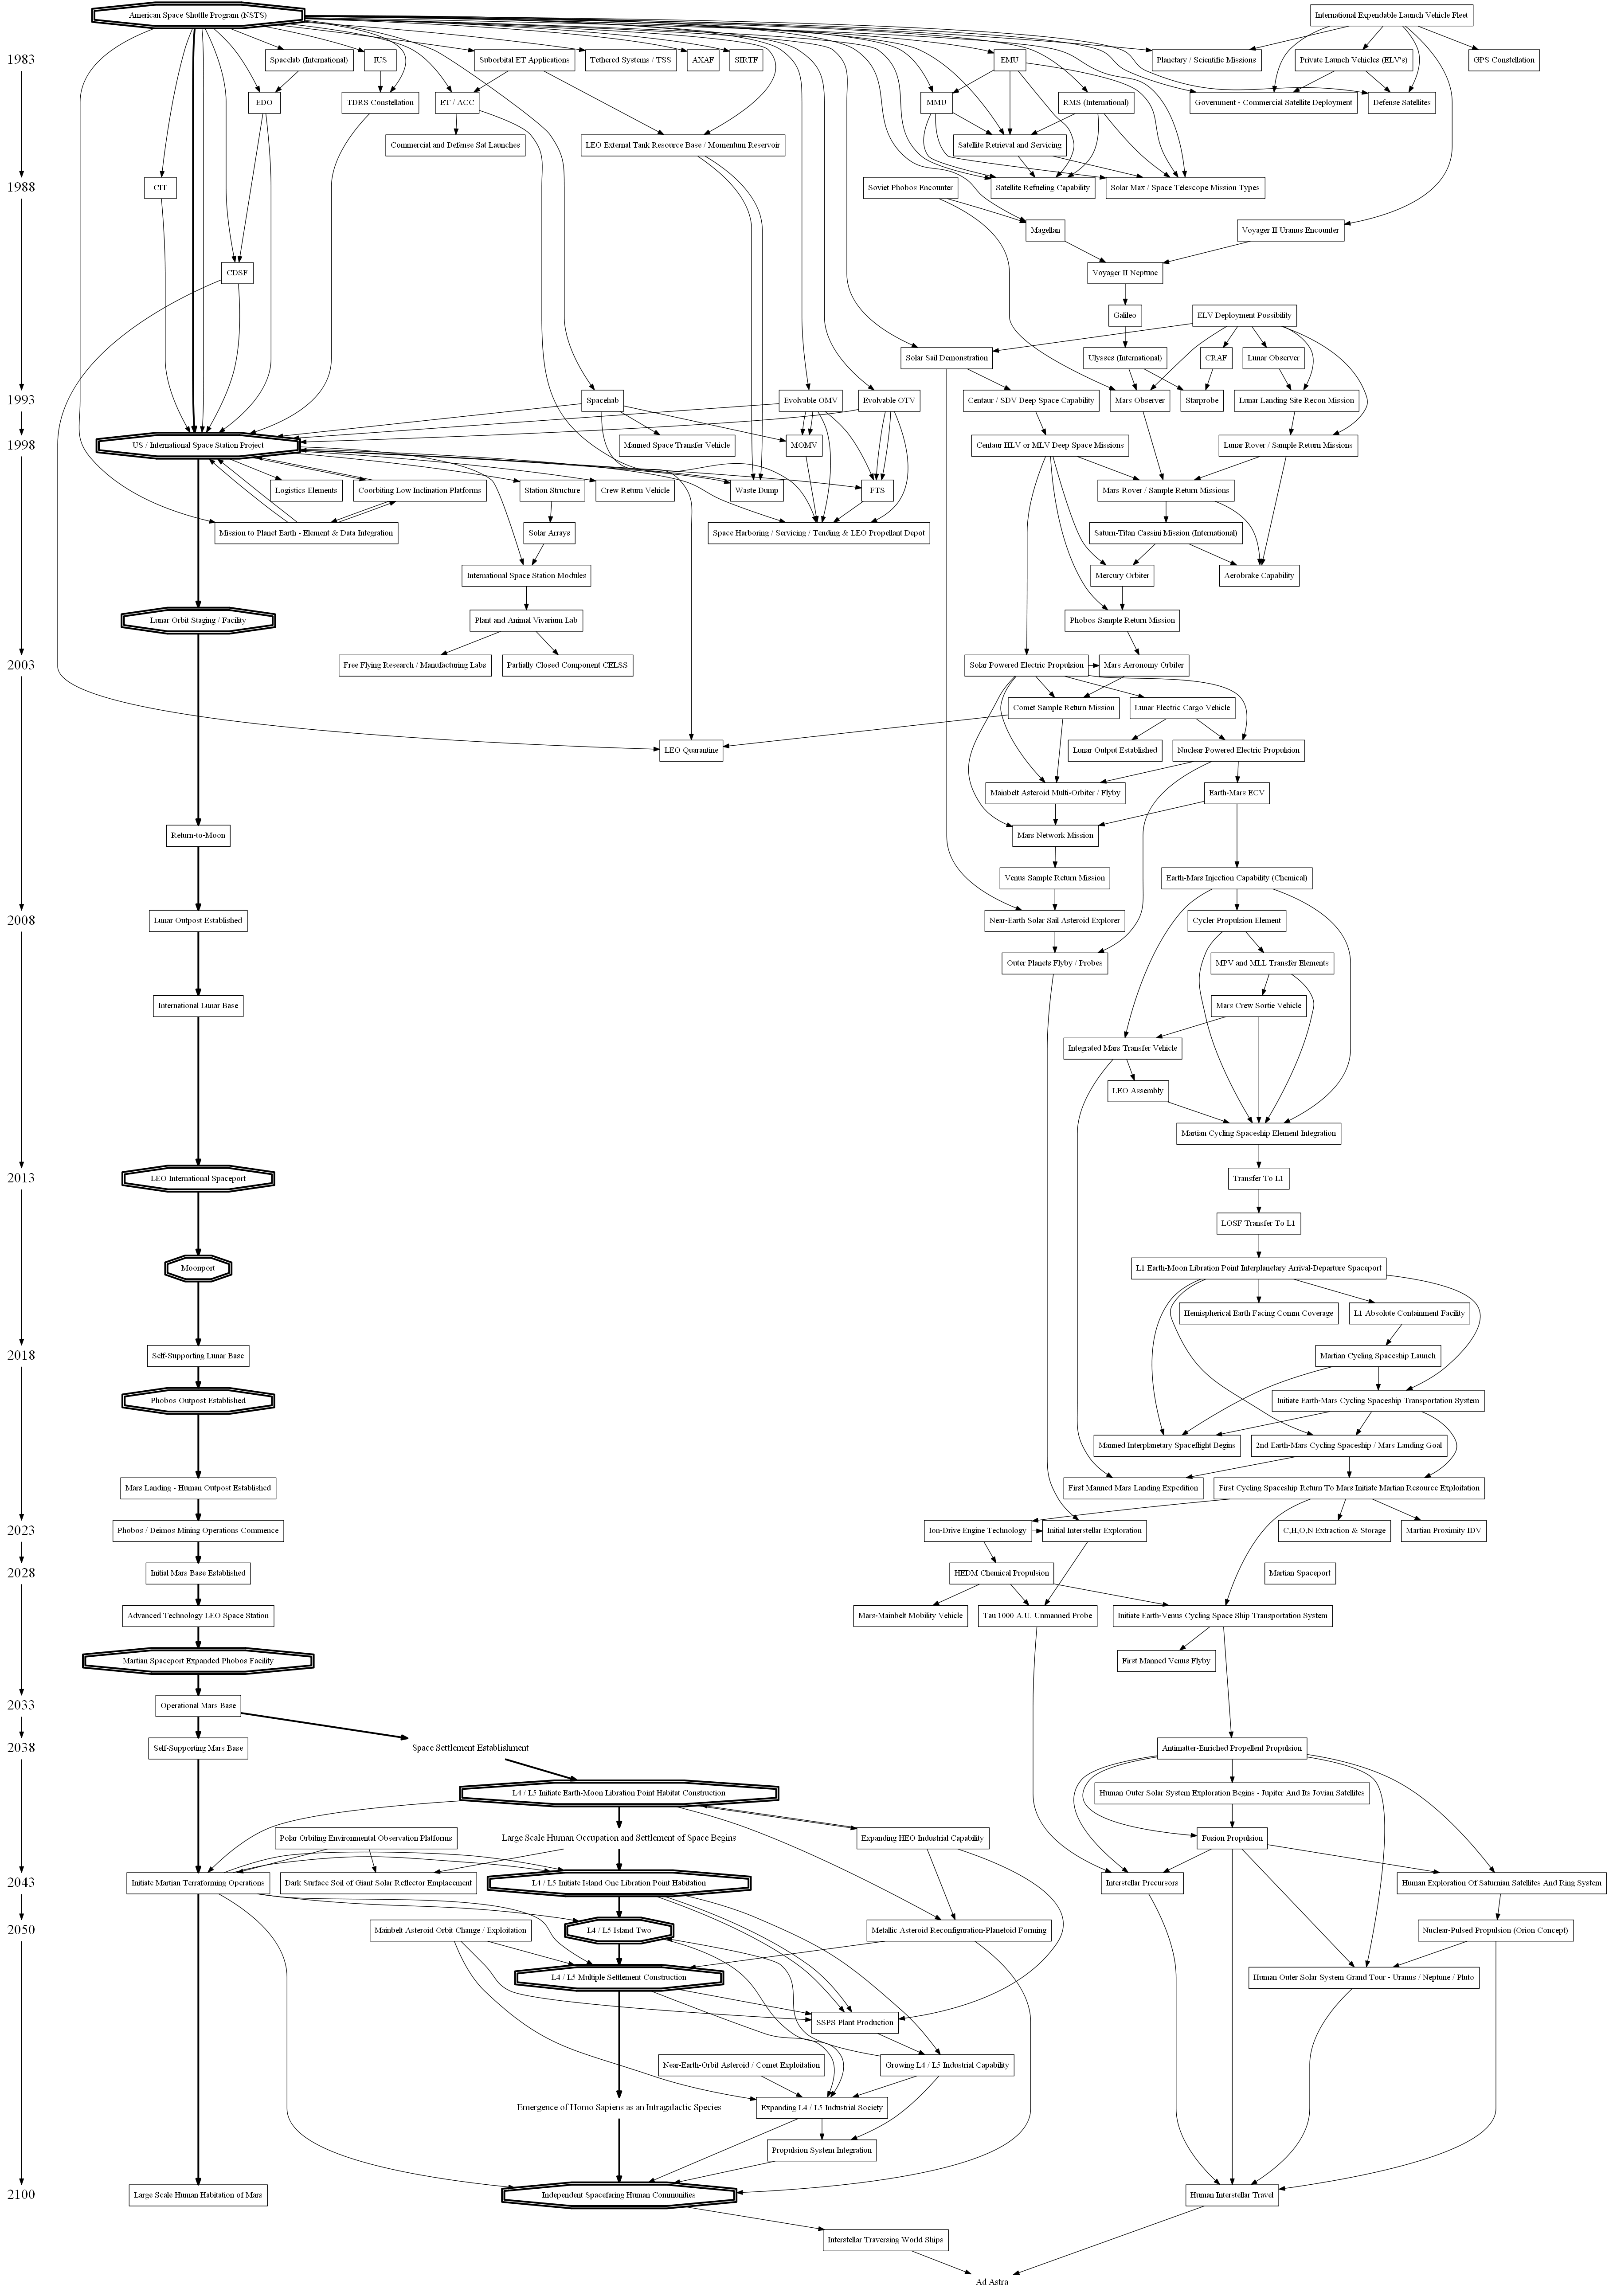 American Space Shuttle Program (NSTS)
International Expendable Launch Vehicle Fleet
1983
Spacelab (International)
IUS
Suborbital ET Applications
Tethered Systems / TSS
AXAF
SIRTF
EMU
Planetary / Scientific Missions
Private Launch Vehicles (ELV's)
GPS Constellation
EDO
TDRS Constellation
ET / ACC
MMU
RMS (International)
Government - Commercial Satellite Deployment
Defense Satellites
Commercial and Defense Sat Launches
LEO External Tank Resource Base / Momentum Reservoir
Satellite Retrieval and Servicing
1988
CIT
Soviet Phobos Encounter
Satellite Refueling Capability
Solar Max / Space Telescope Mission Types
Magellan
Voyager II Uranus Encounter
CDSF
Voyager II Neptune
Galileo
ELV Deployment Possibility
Solar Sail Demonstration
Ulysses (International)
CRAF
Lunar Observer
1993
Spacehab
Evolvable OMV
Evolvable OTV
Centaur / SDV Deep Space Capability
Mars Observer
Starprobe
Lunar Landing Site Recon Mission
1998
US / International Space Station Project
Manned Space Transfer Vehicle
MOMV
Centaur HLV or MLV Deep Space Missions
Lunar Rover / Sample Return Missions
Logistics Elements
Coorbiting Low Inclination Platforms
Station Structure
Crew Return Vehicle
Waste Dump
FTS
Mars Rover / Sample Return Missions
Mission to Planet Earth - Element & Data Integration
Solar Arrays
Space Harboring / Servicing / Tending & LEO Propellant Depot
Saturn-Titan Cassini Mission (International)
International Space Station Modules
Mercury Orbiter
Aerobrake Capability
Lunar Orbit Staging / Facility
Plant and Animal Vivarium Lab
Phobos Sample Return Mission
2003
Free Flying Research / Manufacturing Labs
Partially Closed Component CELSS
Solar Powered Electric Propulsion
Mars Aeronomy Orbiter
Comet Sample Return Mission
Lunar Electric Cargo Vehicle
LEO Quarantine
Lunar Output Established
Nuclear Powered Electric Propulsion
Mainbelt Asteroid Multi-Orbiter / Flyby
Earth-Mars ECV
Return-to-Moon
Mars Network Mission
Venus Sample Return Mission
Earth-Mars Injection Capability (Chemical)
2008
Lunar Outpost Established
Near-Earth Solar Sail Asteroid Explorer
Cycler Propulsion Element
Outer Planets Flyby / Probes
MPV and MLL Transfer Elements
International Lunar Base
Mars Crew Sortie Vehicle
Integrated Mars Transfer Vehicle
LEO Assembly
Martian Cycling Spaceship Element Integration
2013
LEO International Spaceport
Transfer To L1
LOSF Transfer To L1
Moonport
L1 Earth-Moon Libration Point Interplanetary Arrival-Departure Spaceport
Hemispherical Earth Facing Comm Coverage
L1 Absolute Containment Facility
2018
Self-Supporting Lunar Base
Martian Cycling Spaceship Launch
Phobos Outpost Established
Initiate Earth-Mars Cycling Spaceship Transportation System
Manned Interplanetary Spaceflight Begins
2nd Earth-Mars Cycling Spaceship / Mars Landing Goal
Mars Landing - Human Outpost Established
First Manned Mars Landing Expedition
First Cycling Spaceship Return To Mars Initiate Martian Resource Exploitation
2023
Phobos / Deimos Mining Operations Commence
Ion-Drive Engine Technology
Initial Interstellar Exploration
C,H,O,N Extraction & Storage
Martian Proximity IDV
2028
Initial Mars Base Established
HEDM Chemical Propulsion
Martian Spaceport
Advanced Technology LEO Space Station
Mars-Mainbelt Mobility Vehicle
Tau 1000 A.U. Unmanned Probe
Initiate Earth-Venus Cycling Space Ship Transportation System
Martian Spaceport Expanded Phobos Facility
First Manned Venus Flyby
2033
Operational Mars Base
2038
Self-Supporting Mars Base
Space Settlement Establishment
Antimatter-Enriched Propellent Propulsion
L4 / L5 Initiate Earth-Moon Libration Point Habitat Construction
Human Outer Solar System Exploration Begins - Jupiter And Its Jovian Satellites
Polar Orbiting Environmental Observation Platforms
Large Scale Human Occupation and Settlement of Space Begins
Expanding HEO Industrial Capability
Fusion Propulsion
2043
Initiate Martian Terraforming Operations
Dark Surface Soil of Giant Solar Reflector Emplacement
L4 / L5 Initiate Island One Libration Point Habitation
Interstellar Precursors
Human Exploration Of Saturnian Satellites And Ring System
2050
Mainbelt Asteroid Orbit Change / Exploitation
L4 / L5 Island Two
Metallic Asteroid Reconfiguration-Planetoid Forming
Nuclear-Pulsed Propulsion (Orion Concept)
L4 / L5 Multiple Settlement Construction
Human Outer Solar System Grand Tour - Uranus / Neptune / Pluto
SSPS Plant Production
Near-Earth-Orbit Asteroid / Comet Exploitation
Growing L4 / L5 Industrial Capability
Emergence of Homo Sapiens as an Intragalactic Species
Expanding L4 / L5 Industrial Society
Propulsion System Integration
2100
Large Scale Human Habitation of Mars
Independent Spacefaring Human Communities
Human Interstellar Travel
Interstellar Traversing World Ships
Ad Astra